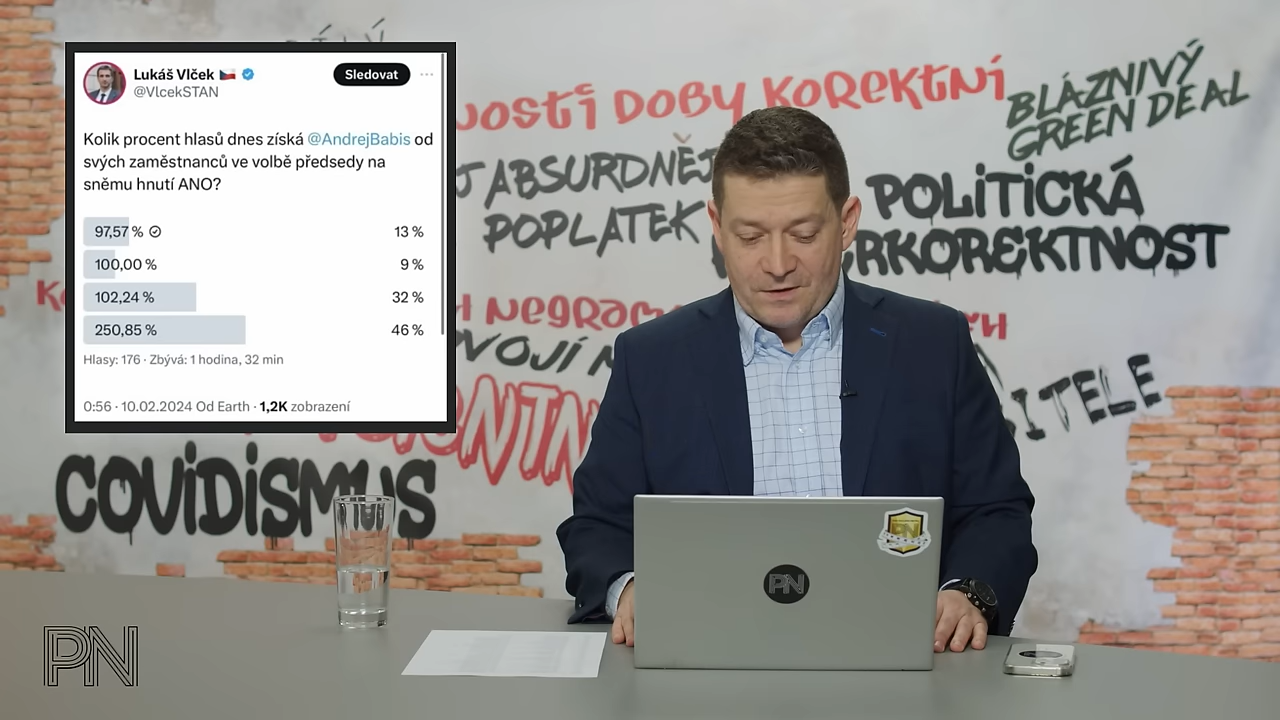 Lukáš Vlček
@VlcekSTAN
Sledovat
Kolik procent hlasů dnes získá @AndrejBabis od
svých zaměstnanců ve volbě předsedy na
sněmu hnutí ANO?
97,57 % 13 %
100,00 % 9 %
102,24 % 32 %
250,85 % 46 %
Hlasy: 176 · Zbývá: 1 hodina, 32 min
0:56 · 10.02.2024 Od Earth · 1,2K zobrazení
DOBY KOREKTNÍ
BLÁZNIVÝ
GREEN DEAL
POPLATEK
POLITICKÁ
COVIDISMUS
PN
PN